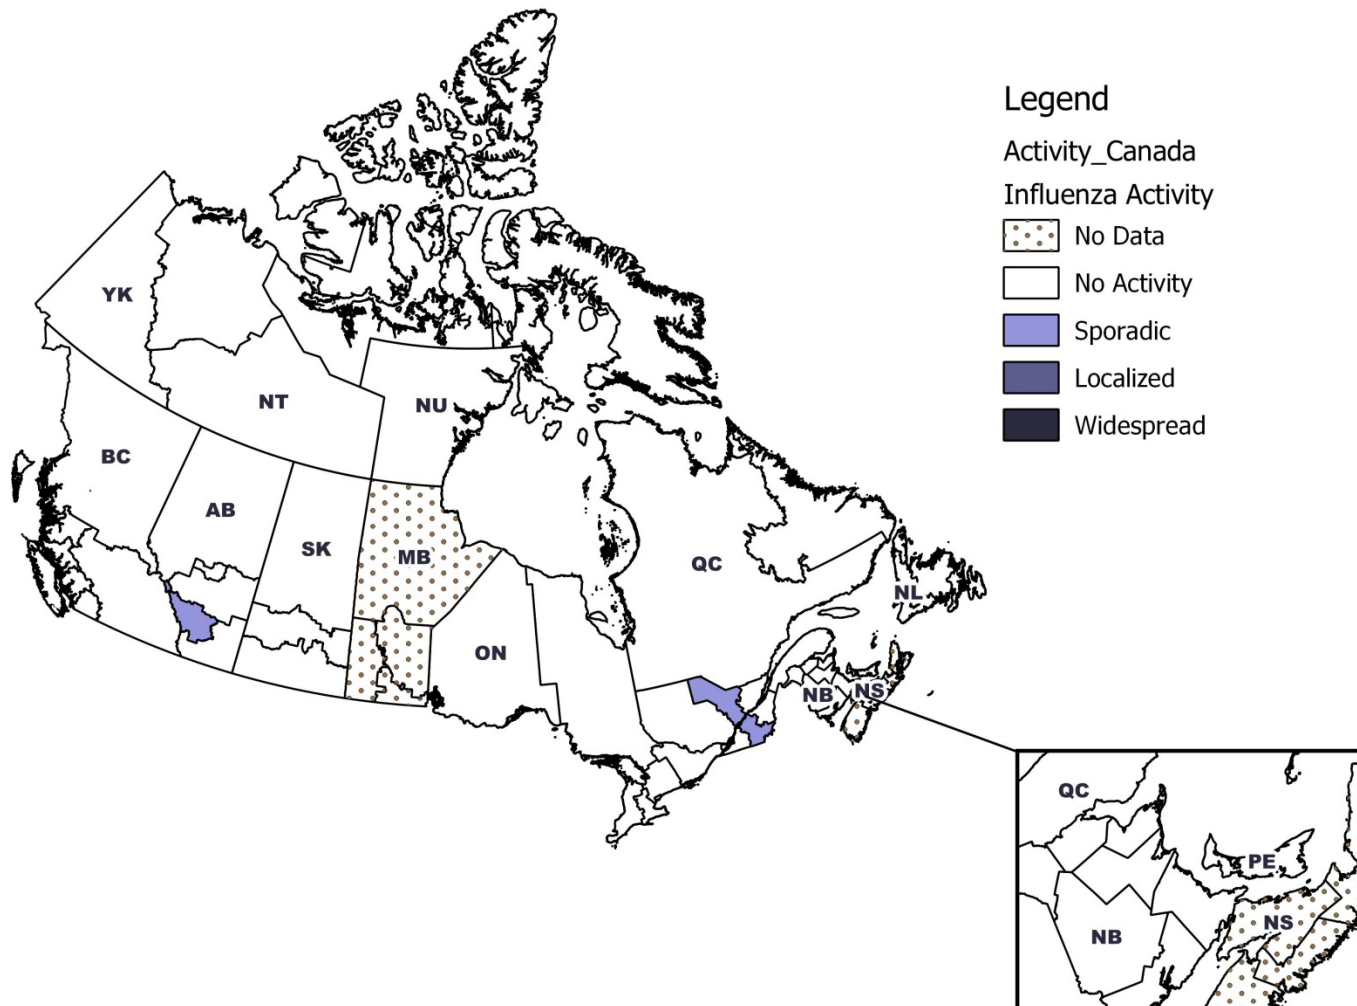 Legend
Activity_Canada
Influenza Activity
No Data
No Activity
Sporadic
Localized
Widespread
YK
NT
NU
BC
AB
SK
MB
ON
QC
NL
NB
NS
QC
PE
NB
NS